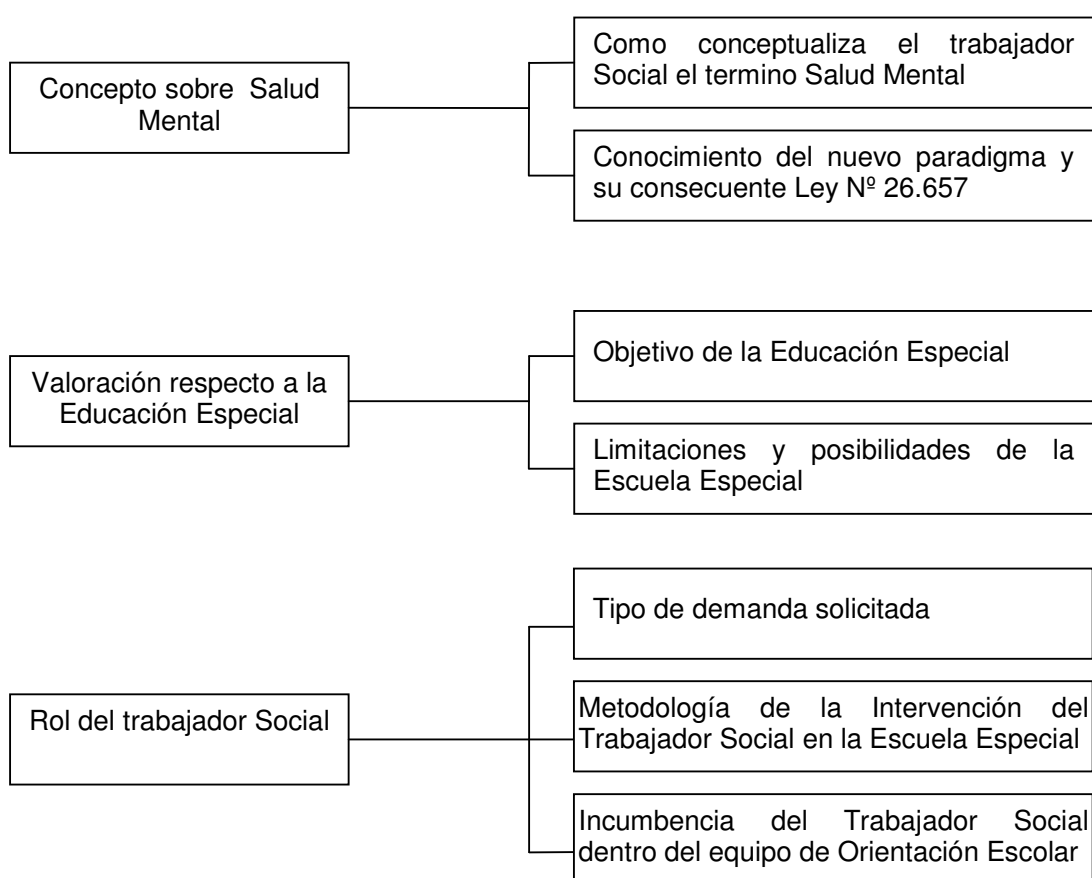 Concepto sobre Salud
Mental
Como conceptualiza el trabajador
Social el termino Salud Mental
Conocimiento del nuevo paradigma y
su consecuente Ley Nº 26.657
Valoración respecto a la
Educación Especial
Objetivo de la Educación Especial
Limitaciones y posibilidades de la
Escuela Especial
Rol del trabajador Social
Tipo de demanda solicitada
Metodología de la Intervención del
Trabajador Social en la Escuela Especial
Incumbencia del Trabajador Social
dentro del equipo de Orientación Escolar